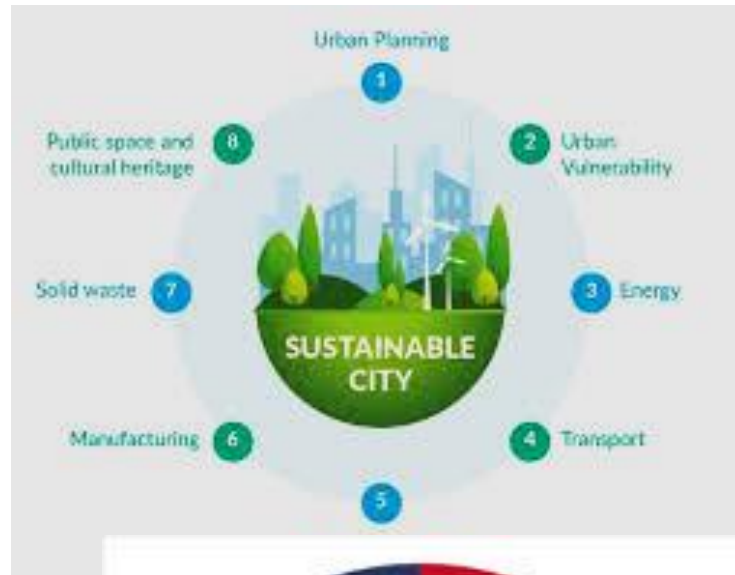 Urban Planning
1
Public space and
cultural heritage
8
2
Urban
Vulnerability
Solid waste
7
3
Energy
SUSTAINABLE
CITY
Manufacturing
6
4
Transport
5